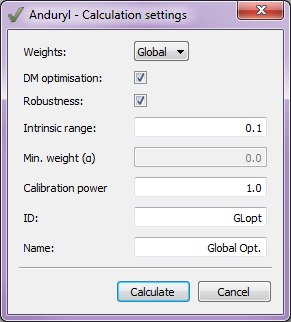 Anduryl - Calculation settings
Weights: Global
DM optimisation:
Robustness:
Intrinsic range: 0.1
Min. weight (α) 0.0
Calibration power 1.0
ID: GLopt
Name: Global Opt.
Calculate Cancel